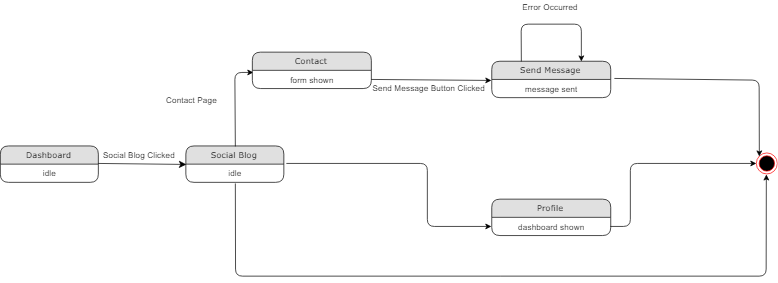 Error Occurred
Contact
form shown
Send Message
message sent
Send Message Button Clicked
Contact Page
Dashboard
idle
Social Blog Clicked
Social Blog
idle
Profile
dashboard shown